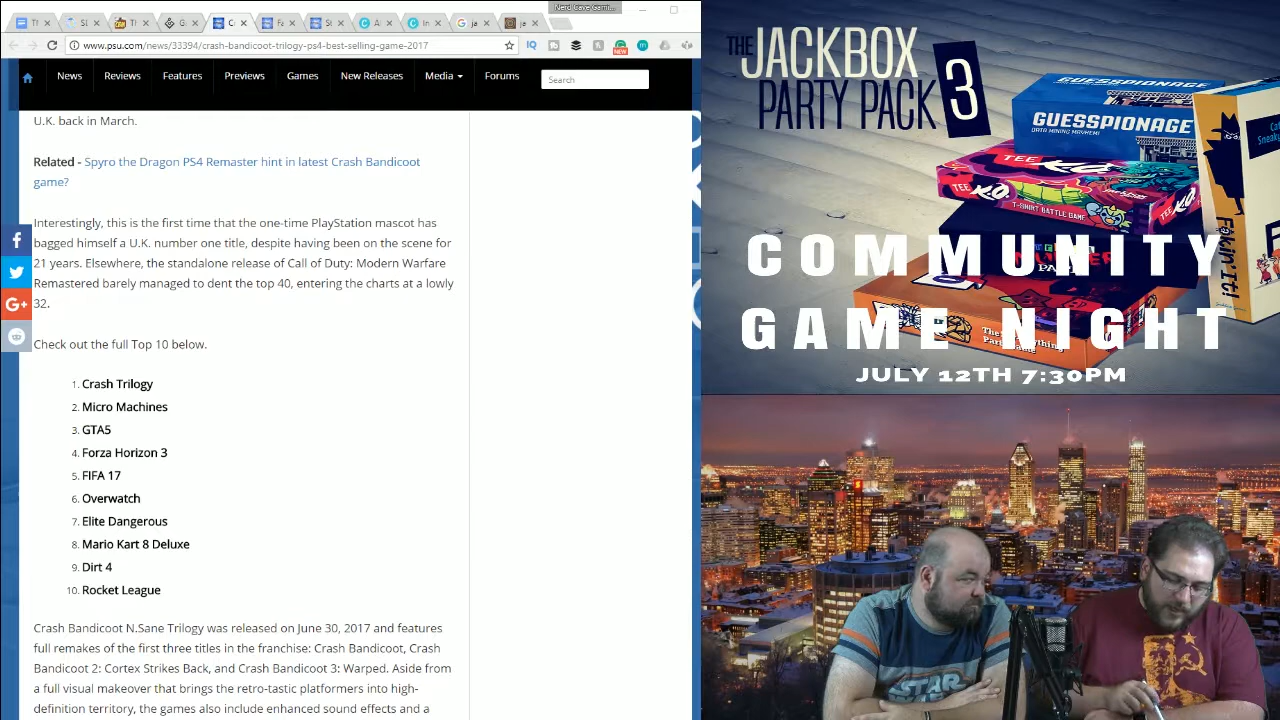 Nerd Cave Gami...
www.psu.com/news/33394/crash-bandicoot-trilogy-ps4-best-selling-game-2017
NEW
News
Reviews
Features
Previews
Games
New Releases
Media
Forums
Search
U.K. back in March.
Related - Spyro the Dragon PS4 Remaster hint in latest Crash Bandicoot
game?
Interestingly, this is the first time that the one-time PlayStation mascot has
bagged himself a U.K. number one title, despite having been on the scene for
21 years. Elsewhere, the standalone release of Call of Duty: Modern Warfare
Remastered barely managed to dent the top 40, entering the charts at a lowly
32.
Check out the full Top 10 below.
1. Crash Trilogy
2. Micro Machines
3. GTA5
4. Forza Horizon 3
5. FIFA 17
6. Overwatch
7. Elite Dangerous
8. Mario Kart 8 Deluxe
9. Dirt 4
10. Rocket League
Crash Bandicoot N.Sane Trilogy was released on June 30, 2017 and features
full remakes of the first three titles in the franchise: Crash Bandicoot, Crash
Bandicoot 2: Cortex Strikes Back, and Crash Bandicoot 3: Warped. Aside from
a full visual makeover that brings the retro-tastic platformers into high-
definition territory, the games also include enhanced sound effects and a
THE
JACKBOX
PARTY PACK 3
GUESSPIONAGE
GUESSPIONAGE
DATA MINING MAYHEM!
TEE K.O.
TEE K.O.
T-SHIRT BATTLE GAME
COMMUNITY
GAME NIGHT
JULY 12TH 7:30PM
STAR